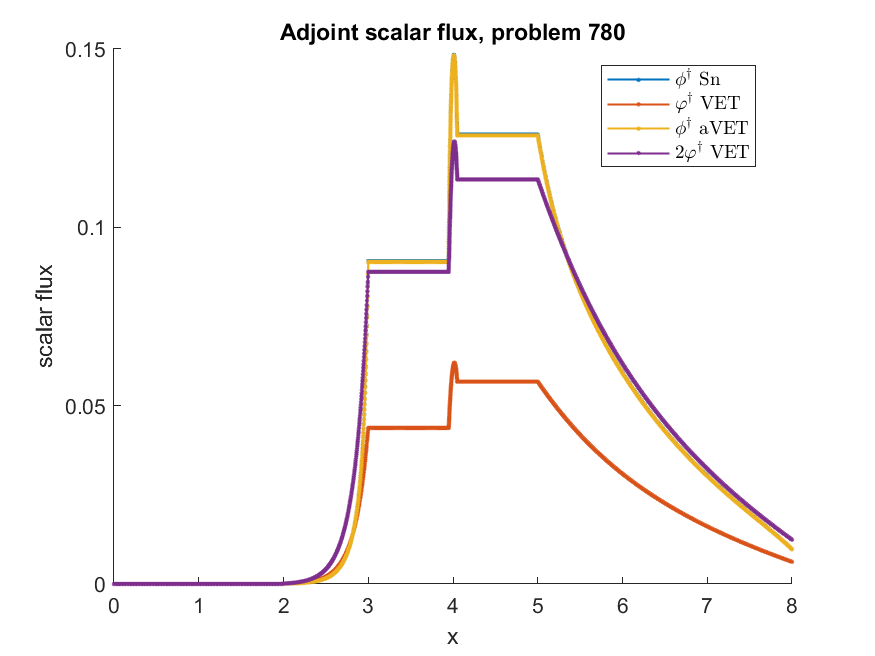 Adjoint scalar flux, problem 780
ϕ† Sn
φ† VET
ϕ† aVET
2φ† VET
scalar flux
0.15
0.1
0.05
0
0 1 2 3 4 5 6 7 8
x